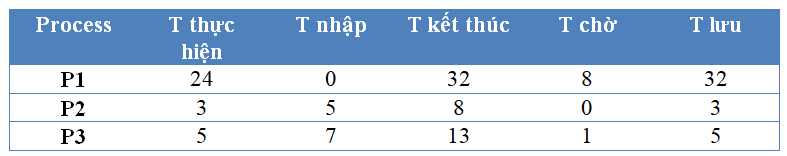 Process T thực hiện T nhập T kết thúc T chờ T lưu
P1 24 0 32 8 32
P2 3 5 8 0 3
P3 5 7 13 1 5